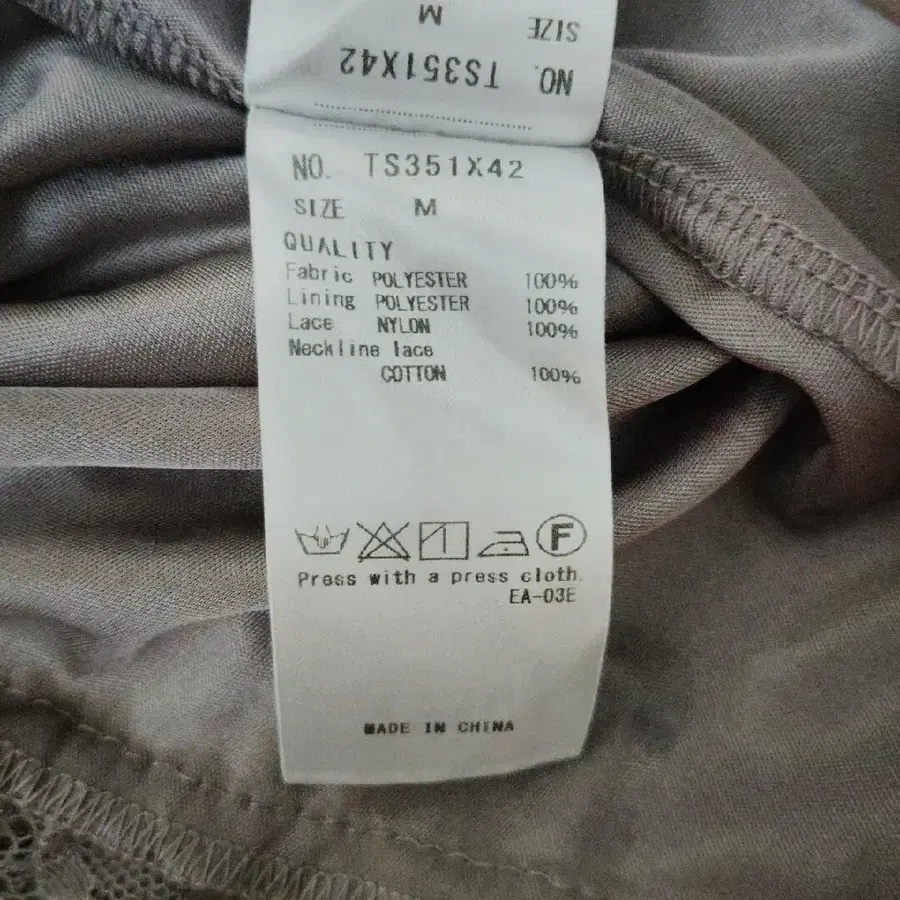 SIZE M
NO. TS351X42
NO. TS351X42
SIZE M
QUALITY
Fabric POLYESTER 100%
Lining POLYESTER 100%
Lace NYLON 100%
Neckline lace
COTTON 100%
F
Press with a press cloth.
EA-03E
MADE IN CHINA